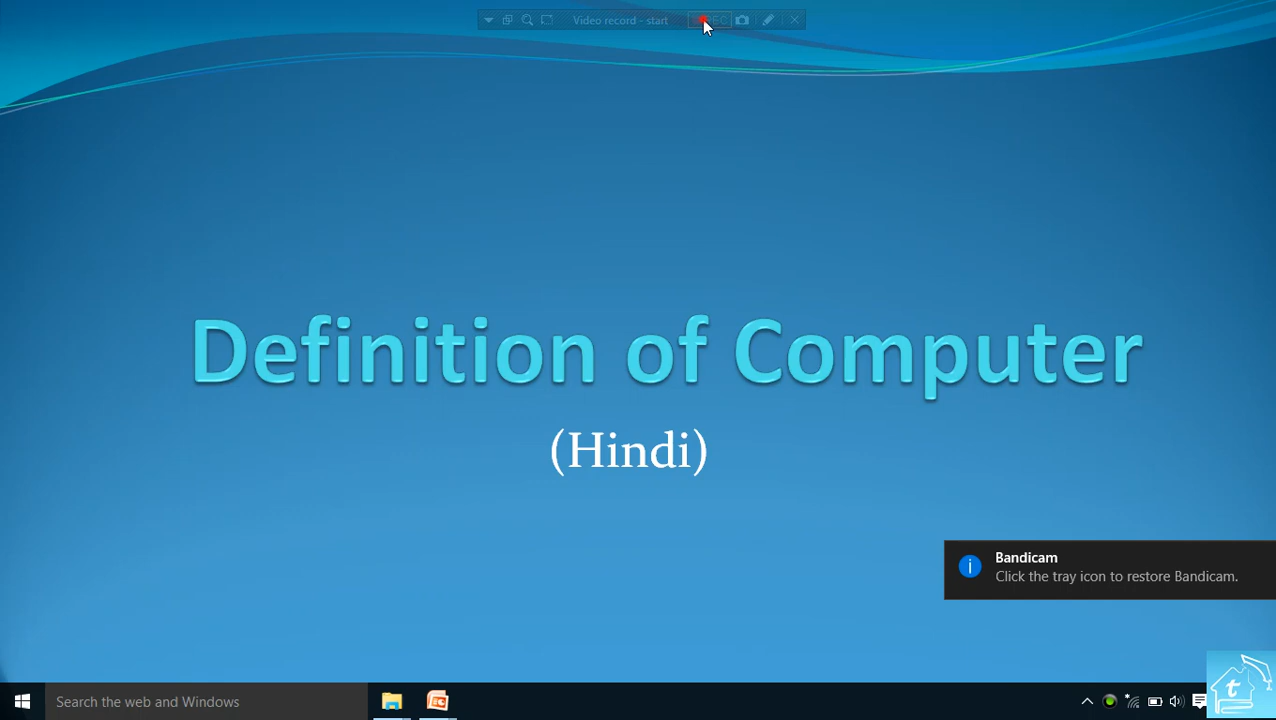 Video record - start
REC
Definition of Computer
(Hindi)
Bandicam
Click the tray icon to restore Bandicam.
Search the web and Windows
t